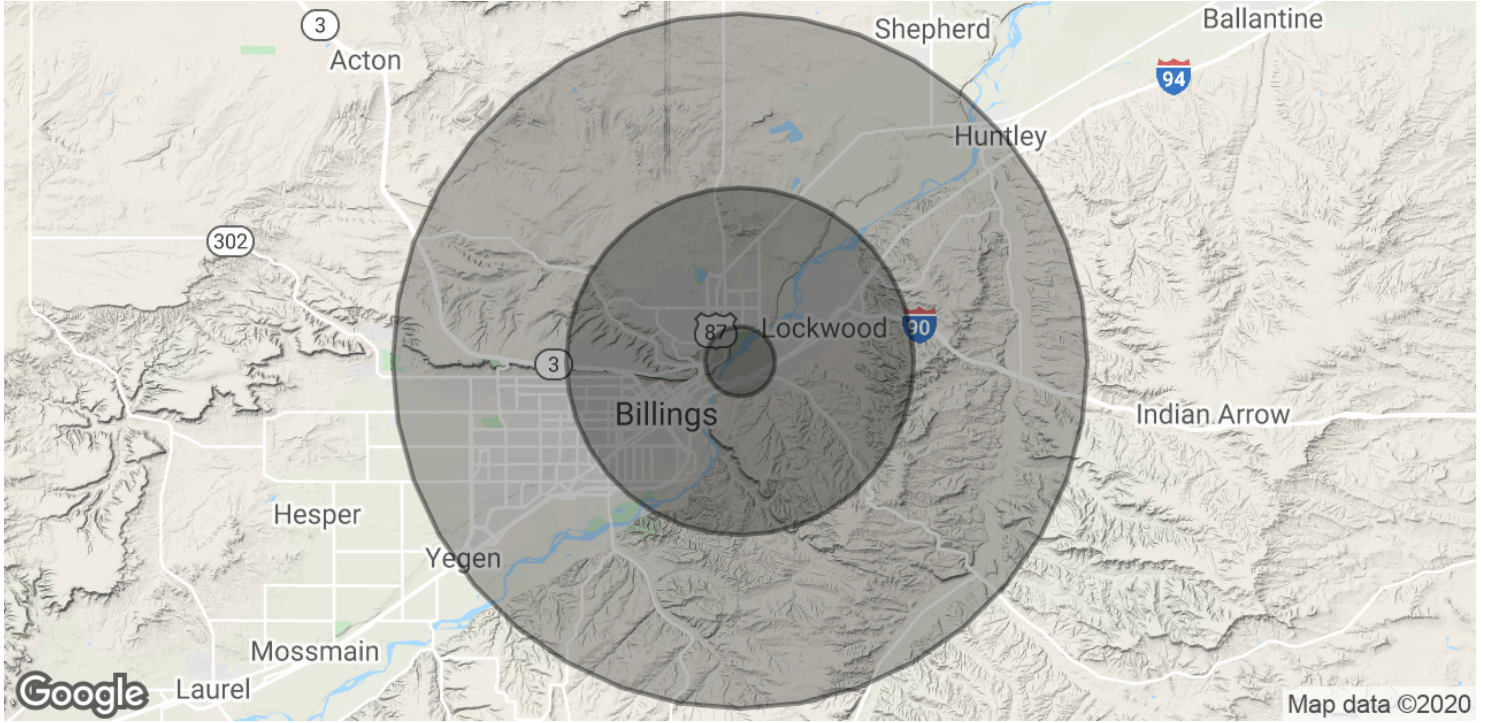 Ballantine
3
Shepherd
Acton
94
Huntley
302
87
Lockwood
90
3
Billings
Indian Arrow
Hesper
Yegen
Mossmain
Laurel
Google
Map data ©2020